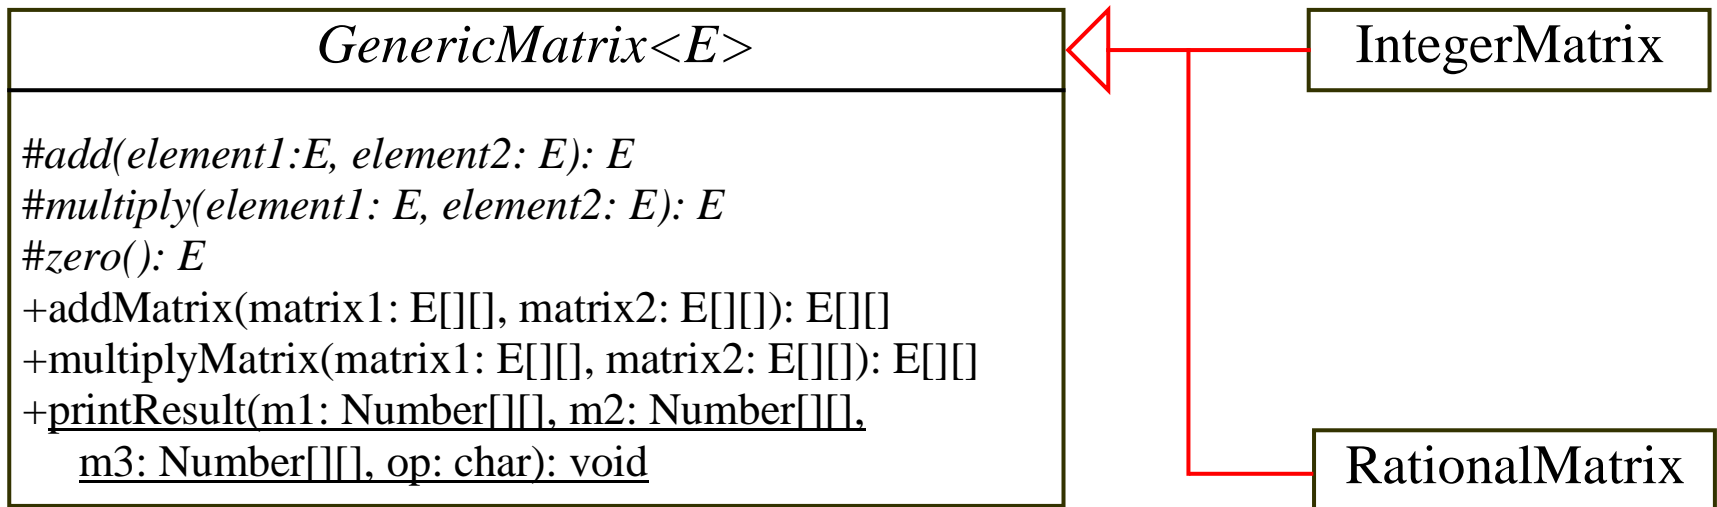 GenericMatrix<E>
#add(element1:E, element2: E): E
#multiply(element1: E, element2: E): E
#zero(): E
+addMatrix(matrix1: E[][], matrix2: E[][]): E[][]
+multiplyMatrix(matrix1: E[][], matrix2: E[][]): E[][]
+printResult(m1: Number[][], m2: Number[][],
m3: Number[][], op: char): void
IntegerMatrix
RationalMatrix